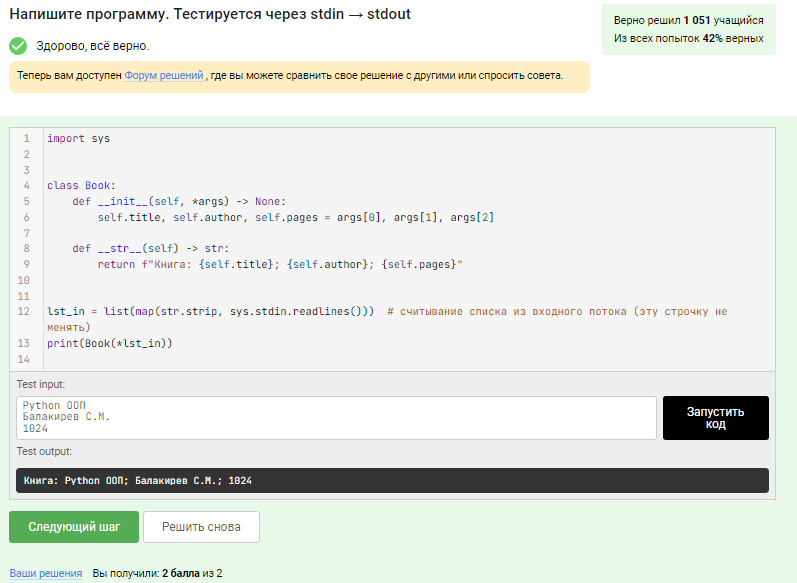 Напишите программу. Тестируется через stdin → stdout
Верно решил 1 051 учащийся
Из всех попыток 42% верных
Здорово, всё верно.
Теперь вам доступен Форум решений, где вы можете сравнить свое решение с другими или спросить совета.
1 import sys
2
3
4 class Book:
5     def __init__(self, *args) -> None:
6         self.title, self.author, self.pages = args[0], args[1], args[2]
7
8     def __str__(self) -> str:
9         return f"Книга: {self.title}; {self.author}; {self.pages}"
10
11
12 lst_in = list(map(str.strip, sys.stdin.readlines()))  # считывание списка из входного потока (эту строчку не
менять)
13 print(Book(*lst_in))
14
Test input:
Python ООП
Балакирев С.М.
1024
Запустить
код
Test output:
Книга: Python ООП; Балакирев С.М.; 1024
Следующий шаг
Решить снова
Ваши решения Вы получили: 2 балла из 2